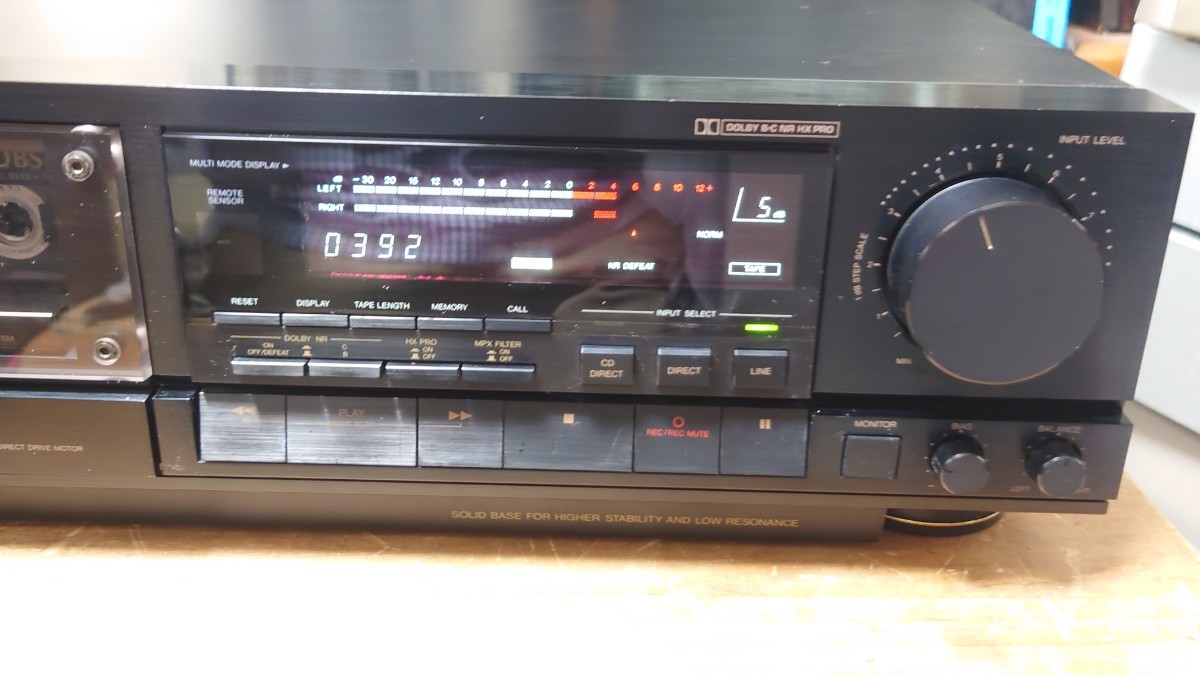 DOLBY B·C NR HX PRO
INPUT LEVEL
MULTI MODE DISPLAY ▸
REMOTE
SENSOR
dB -30 20 15 12 10 8 6 4 2 0 2 4 6 8 10 12+
LEFT
RIGHT
5 dB
NORM
0392
NR DEFEAT
TAPE
1 dB STEP SCALE
MIN
RESET DISPLAY TAPE LENGTH MEMORY CALL
INPUT SELECT
DOLBY NR
ON
OFF/DEFEAT
C
B
HX PRO
ON
OFF
MPX FILTER
ON
OFF
CD
DIRECT
DIRECT
LINE
PLAY
REC/REC MUTE
MONITOR
BIAS
BALANCE
LEFT
DIRECT DRIVE MOTOR
SOLID BASE FOR HIGHER STABILITY AND LOW RESONANCE